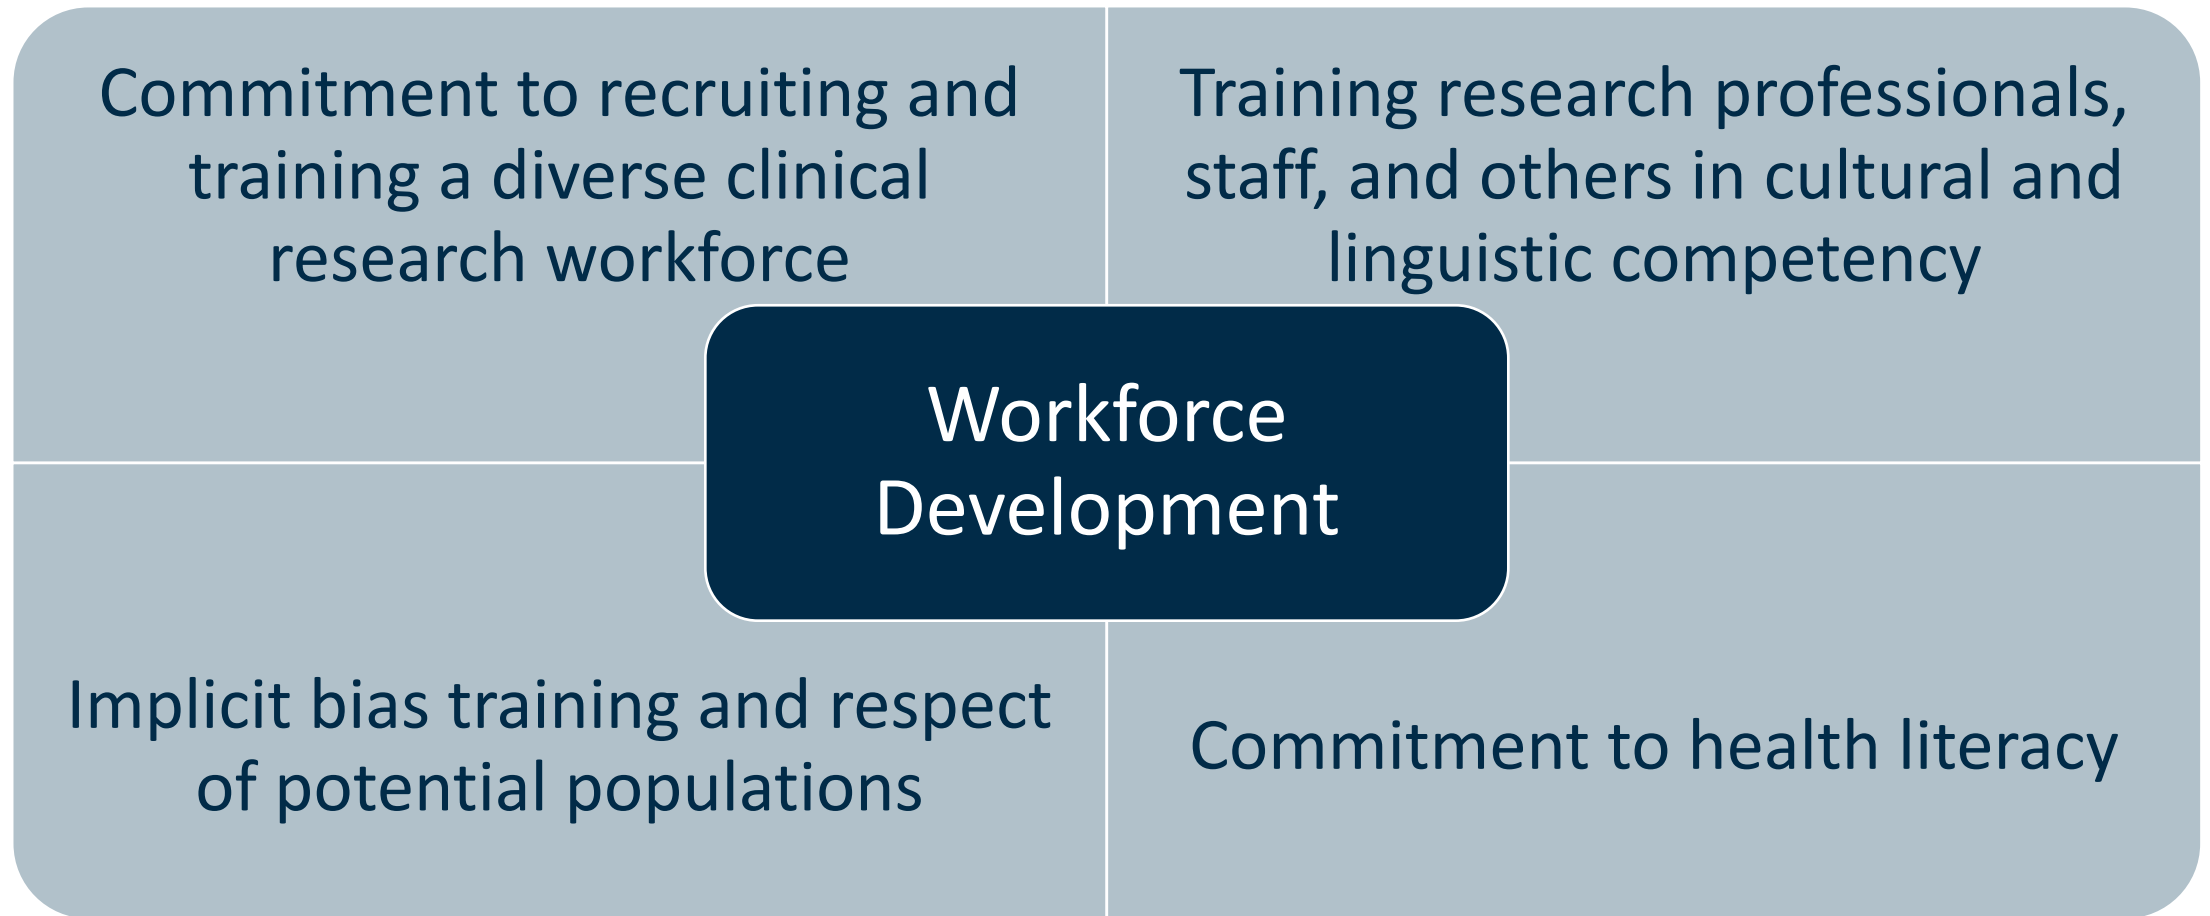 Commitment to recruiting and
training a diverse clinical
research workforce
Training research professionals,
staff, and others in cultural and
linguistic competency
Workforce
Development
Implicit bias training and respect
of potential populations
Commitment to health literacy